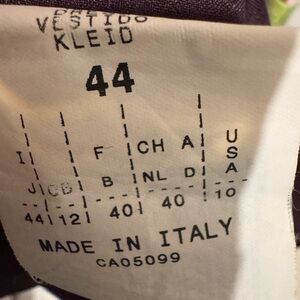 VESTIDO
KLEID
44
I F CH A USA
J GB B NL D
44 12 40 40 10
MADE IN ITALY
CA05099